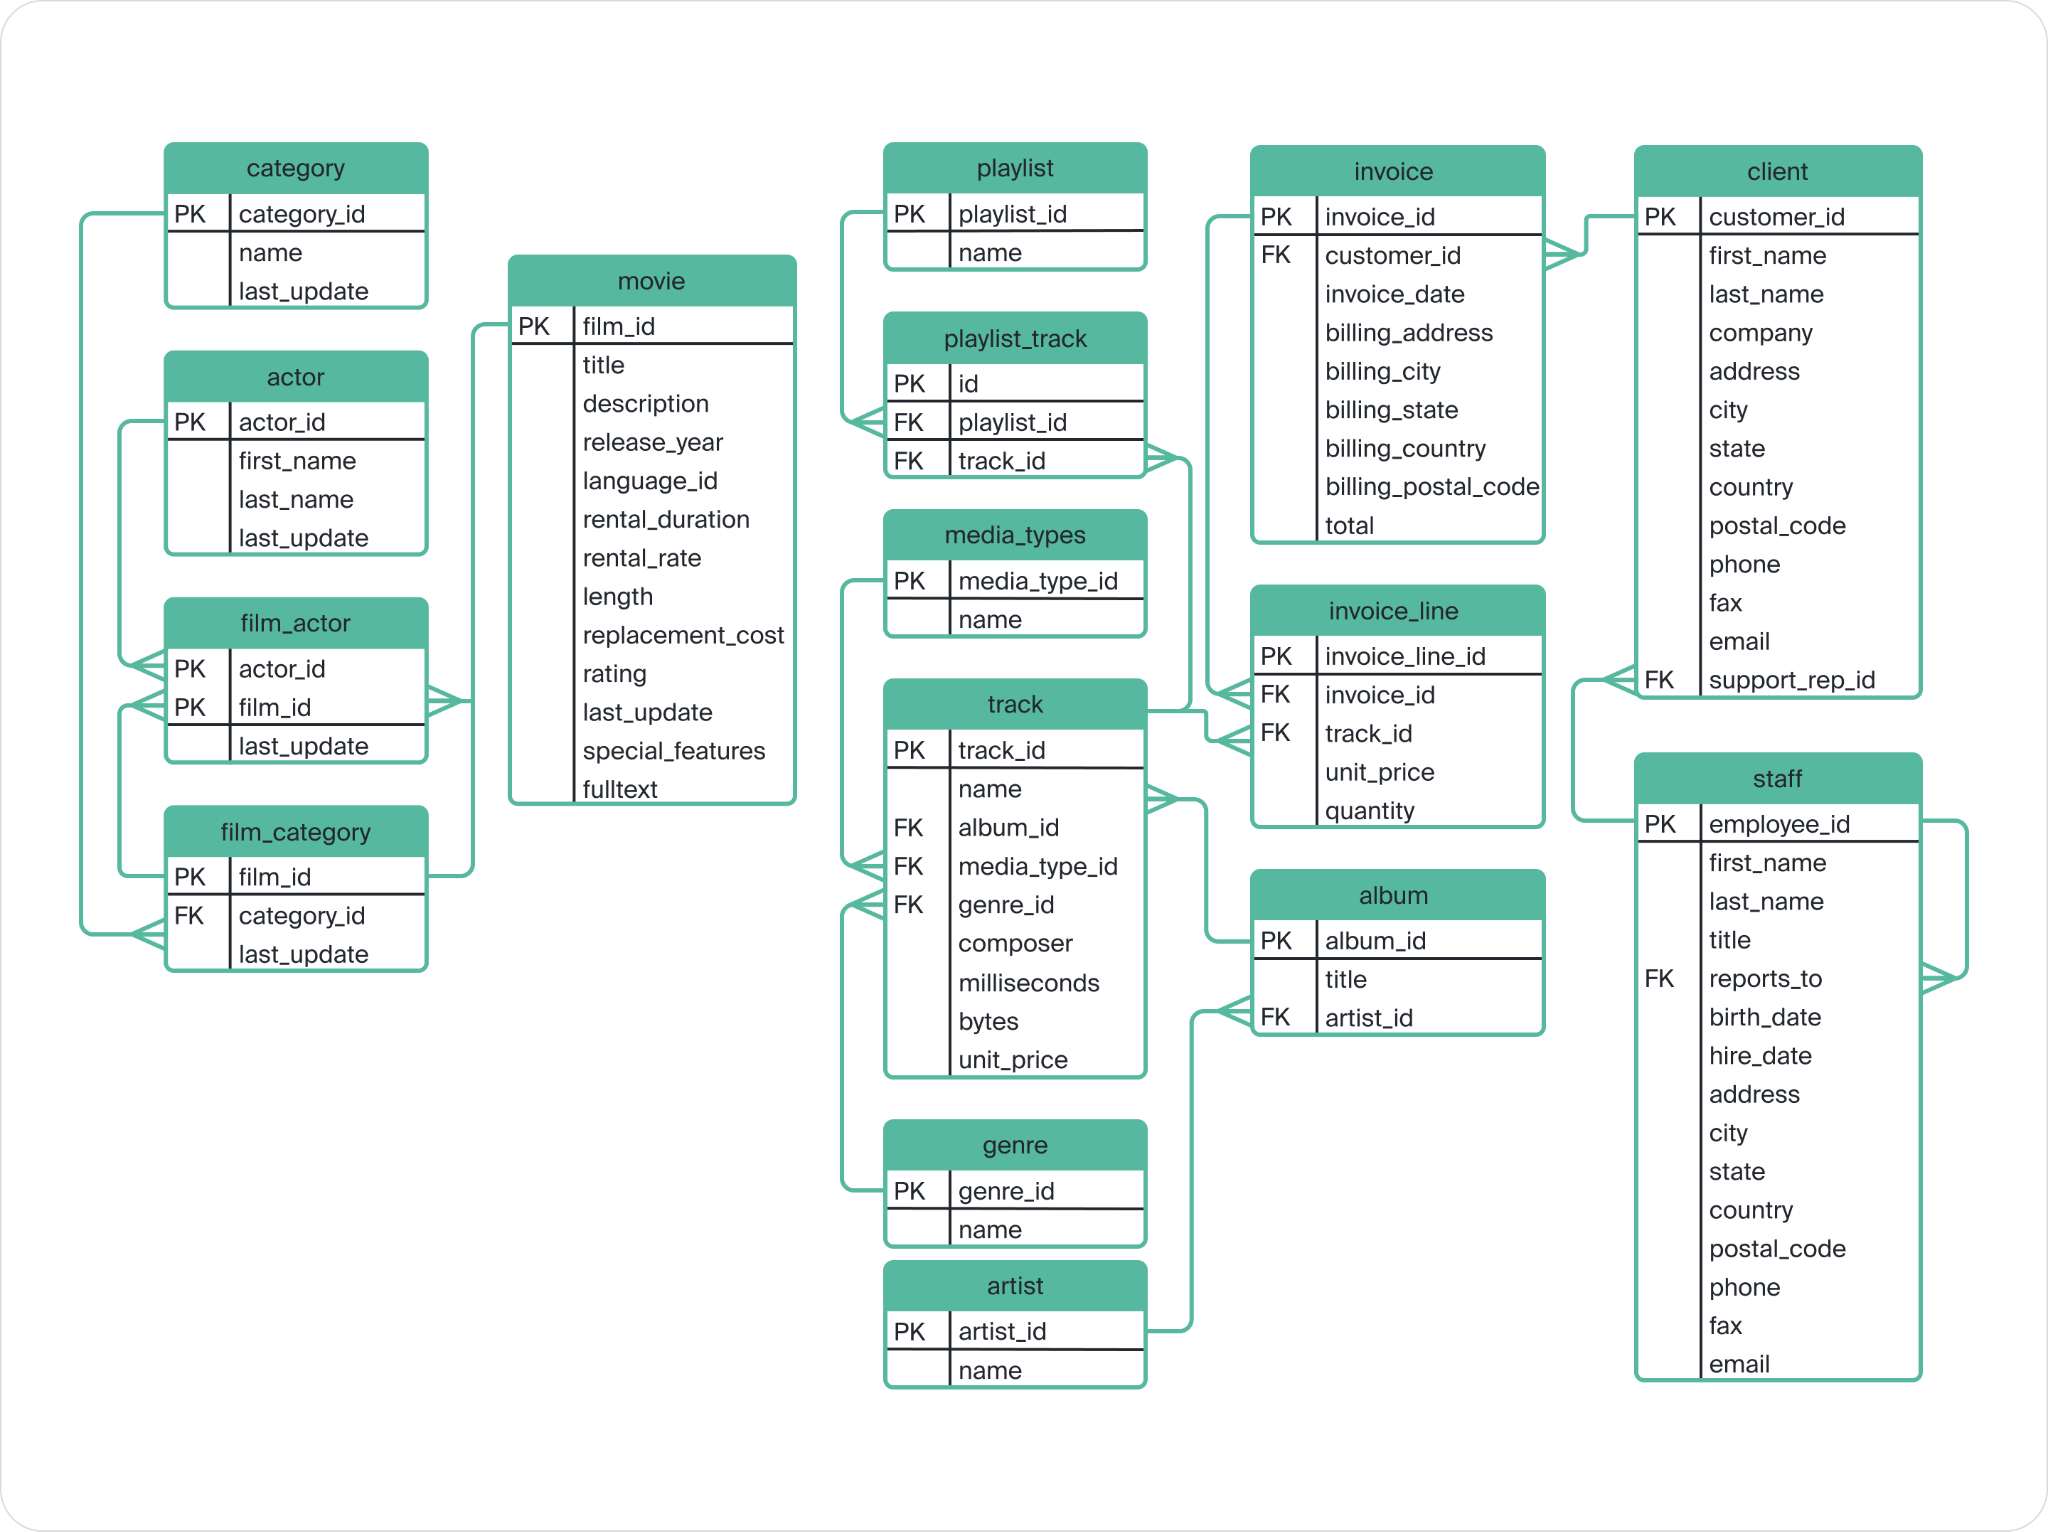 category
PK category_id
name
last_update
actor
PK actor_id
first_name
last_name
last_update
film_actor
PK actor_id
PK film_id
last_update
film_category
PK film_id
FK category_id
last_update
movie
PK film_id
title
description
release_year
language_id
rental_duration
rental_rate
length
replacement_cost
rating
last_update
special_features
fulltext
playlist
PK playlist_id
name
playlist_track
PK id
FK playlist_id
FK track_id
media_types
PK media_type_id
name
track
PK track_id
name
FK album_id
FK media_type_id
FK genre_id
composer
milliseconds
bytes
unit_price
genre
PK genre_id
name
artist
PK artist_id
name
invoice
PK invoice_id
FK customer_id
invoice_date
billing_address
billing_city
billing_state
billing_country
billing_postal_code
total
invoice_line
PK invoice_line_id
FK invoice_id
FK track_id
unit_price
quantity
album
PK album_id
title
FK artist_id
client
PK customer_id
first_name
last_name
company
address
city
state
country
postal_code
phone
fax
email
FK support_rep_id
staff
PK employee_id
first_name
last_name
title
FK reports_to
birth_date
hire_date
address
city
state
country
postal_code
phone
fax
email